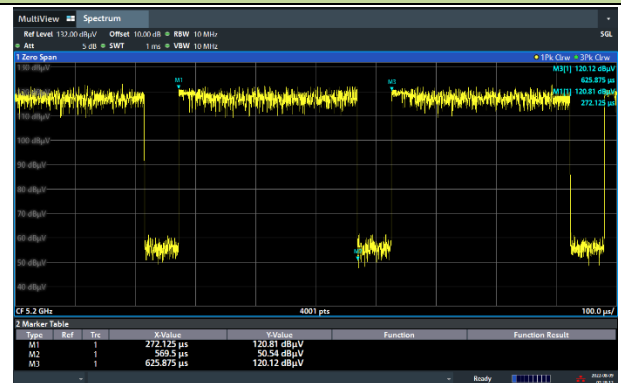 MultiView Spectrum
Ref Level 132.00 dBµV Offset 10.00 dB RBW 10 MHz SGL
Att 5 dB SWT 1 ms VBW 10 MHz
1 Zero Span 1Pk Clrw 3Pk Clrw
130 dBµV M3[1] 120.12 dBµV
625.875 µs
M1 M3 M1[1] 120.81 dBµV
272.125 µs
110 dBµV
100 dBµV
90 dBµV
80 dBµV
70 dBµV
60 dBµV
50 dBµV
40 dBµV
CF 5.2 GHz 4001 pts 100.0 µs/
2 Marker Table
Type Ref Trc X-Value Y-Value Function Function Result
M1 1 272.125 µs 120.81 dBµV
M2 1 569.5 µs 50.54 dBµV
M3 1 625.875 µs 120.12 dBµV
Ready